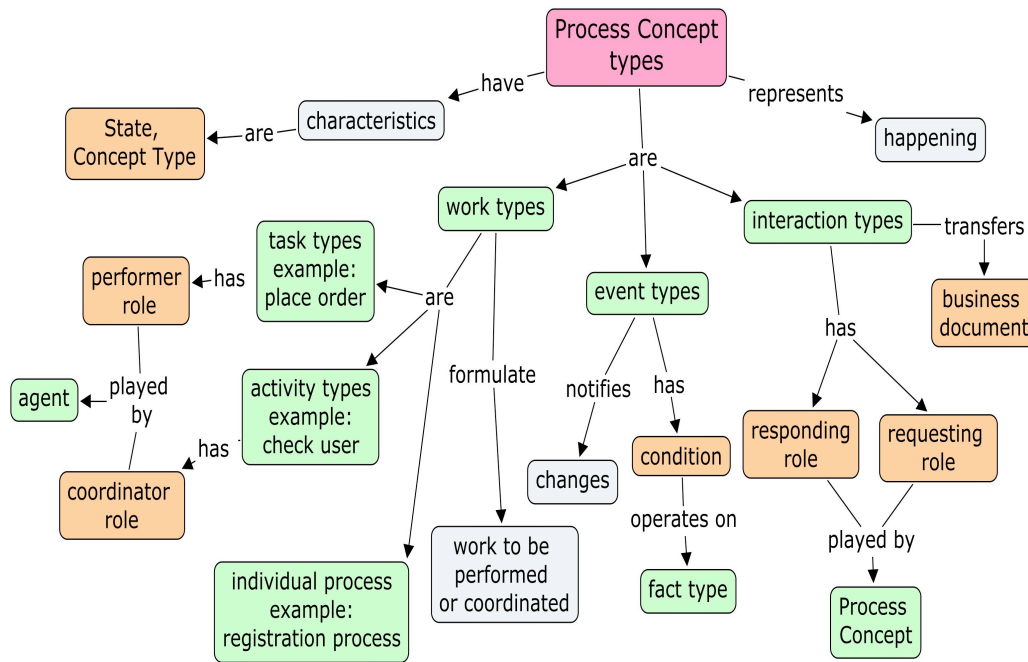 Process Concept
types
have
represents
characteristics
State,
Concept Type
are
happening
are
work types
interaction types
transfers
task types
example:
place order
performer
role
has
are
event types
business
document
has
formulate
played
by
agent
activity types
example:
check user
notifies
has
responding
role
requesting
role
has
condition
changes
coordinator
role
operates on
played by
work to be
performed
or coordinated
individual process
example:
registration process
fact type
Process
Concept